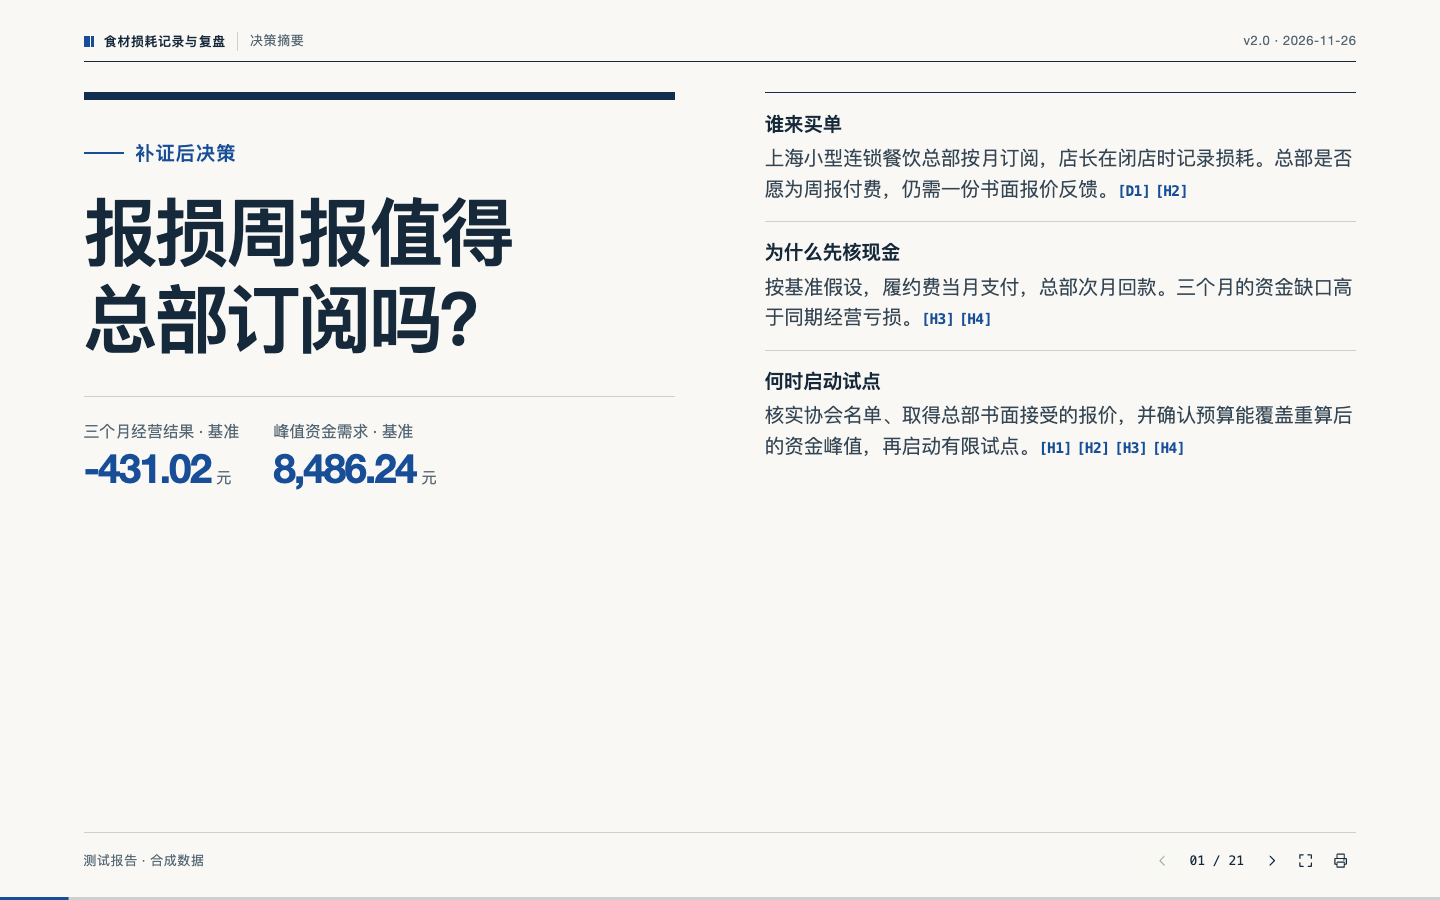 食材损耗记录与复盘
决策摘要
v2.0 · 2026-11-26
补证后决策
报损周报值得
总部订阅吗？
三个月经营结果 · 基准
-431.02 元
峰值资金需求 · 基准
8,486.24 元
谁来买单
上海小型连锁餐饮总部按月订阅，店长在闭店时记录损耗。总部是否
愿为周报付费，仍需一份书面报价反馈。[D1] [H2]
为什么先核现金
按基准假设，履约费当月支付，总部次月回款。三个月的资金缺口高
于同期经营亏损。[H3] [H4]
何时启动试点
核实协会名单、取得总部书面接受的报价，并确认预算能覆盖重算后
的资金峰值，再启动有限试点。[H1] [H2] [H3] [H4]
测试报告 · 合成数据
01 / 21